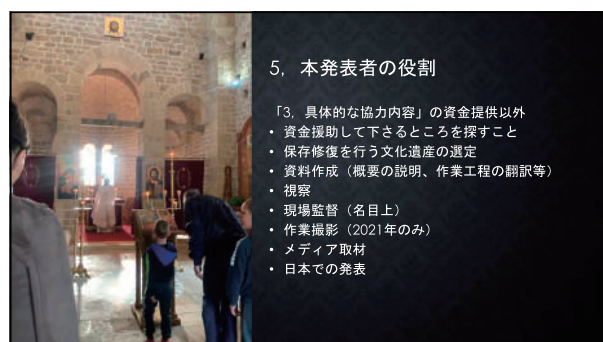 5，本発表者の役割
「3，具体的な協力内容」の資金提供以外
• 資金援助して下さるところを探すこと
• 保存修復を行う文化遺産の選定
• 資料作成（概要の説明、作業工程の翻訳等）
• 視察
• 現場監督（名目上）
• 作業撮影（2021年のみ）
• メディア取材
• 日本での発表